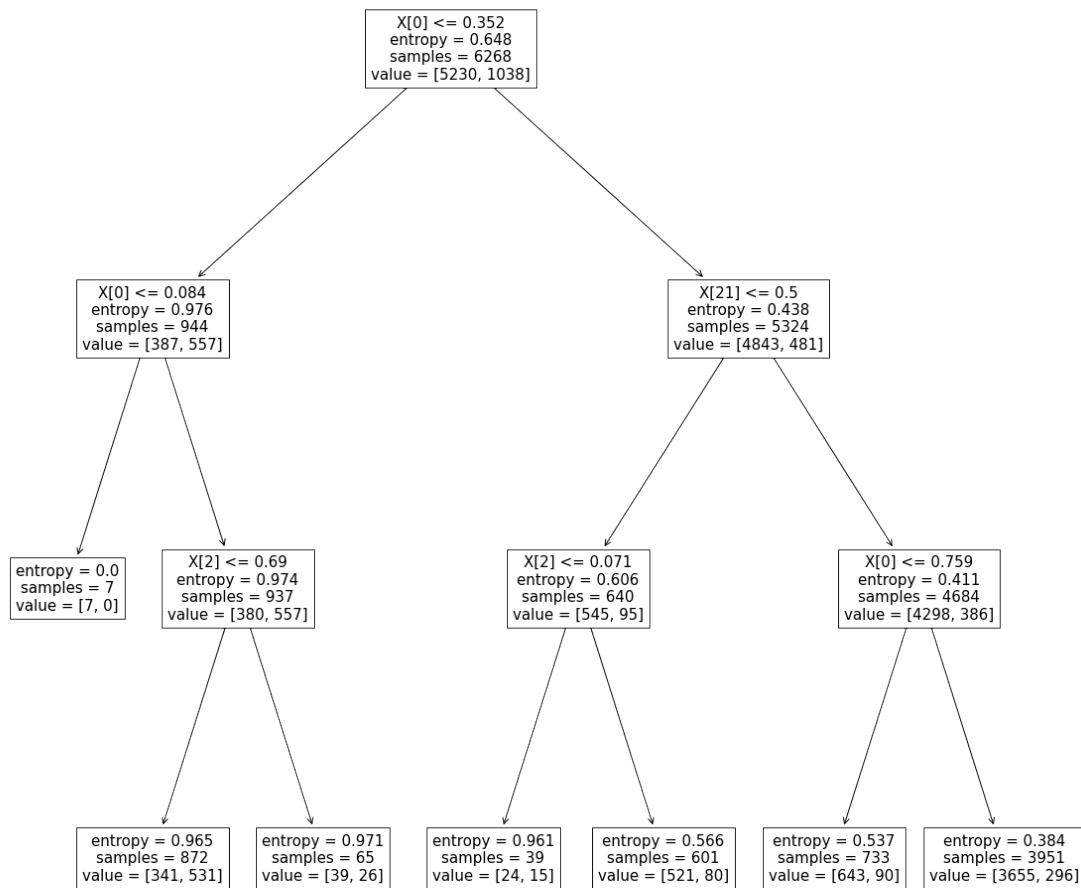 X[0] <= 0.352
entropy = 0.648
samples = 6268
value = [5230, 1038]
X[0] <= 0.084
entropy = 0.976
samples = 944
value = [387, 557]
X[21] <= 0.5
entropy = 0.438
samples = 5324
value = [4843, 481]
entropy = 0.0
samples = 7
value = [7, 0]
X[2] <= 0.69
entropy = 0.974
samples = 937
value = [380, 557]
X[2] <= 0.071
entropy = 0.606
samples = 640
value = [545, 95]
X[0] <= 0.759
entropy = 0.411
samples = 4684
value = [4298, 386]
entropy = 0.965
samples = 872
value = [341, 531]
entropy = 0.971
samples = 65
value = [39, 26]
entropy = 0.961
samples = 39
value = [24, 15]
entropy = 0.566
samples = 601
value = [521, 80]
entropy = 0.537
samples = 733
value = [643, 90]
entropy = 0.384
samples = 3951
value = [3655, 296]